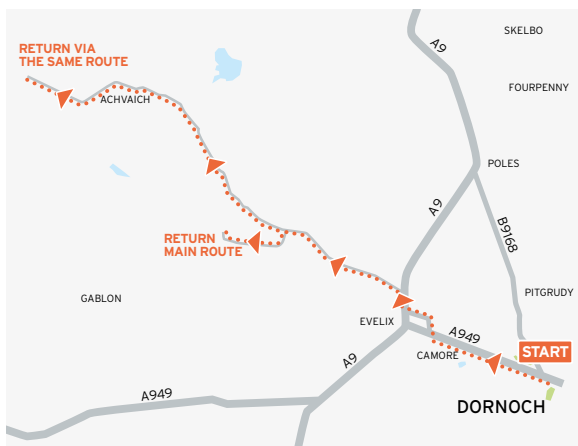 SKELBO
A9
RETURN VIA
THE SAME ROUTE
FOURPENNY
ACHVAICH
POLES
A9
B9168
RETURN
MAIN ROUTE
PITGRUDY
GABLON
EVELIX
A949
START
CAMORE
A9
A949
DORNOCH